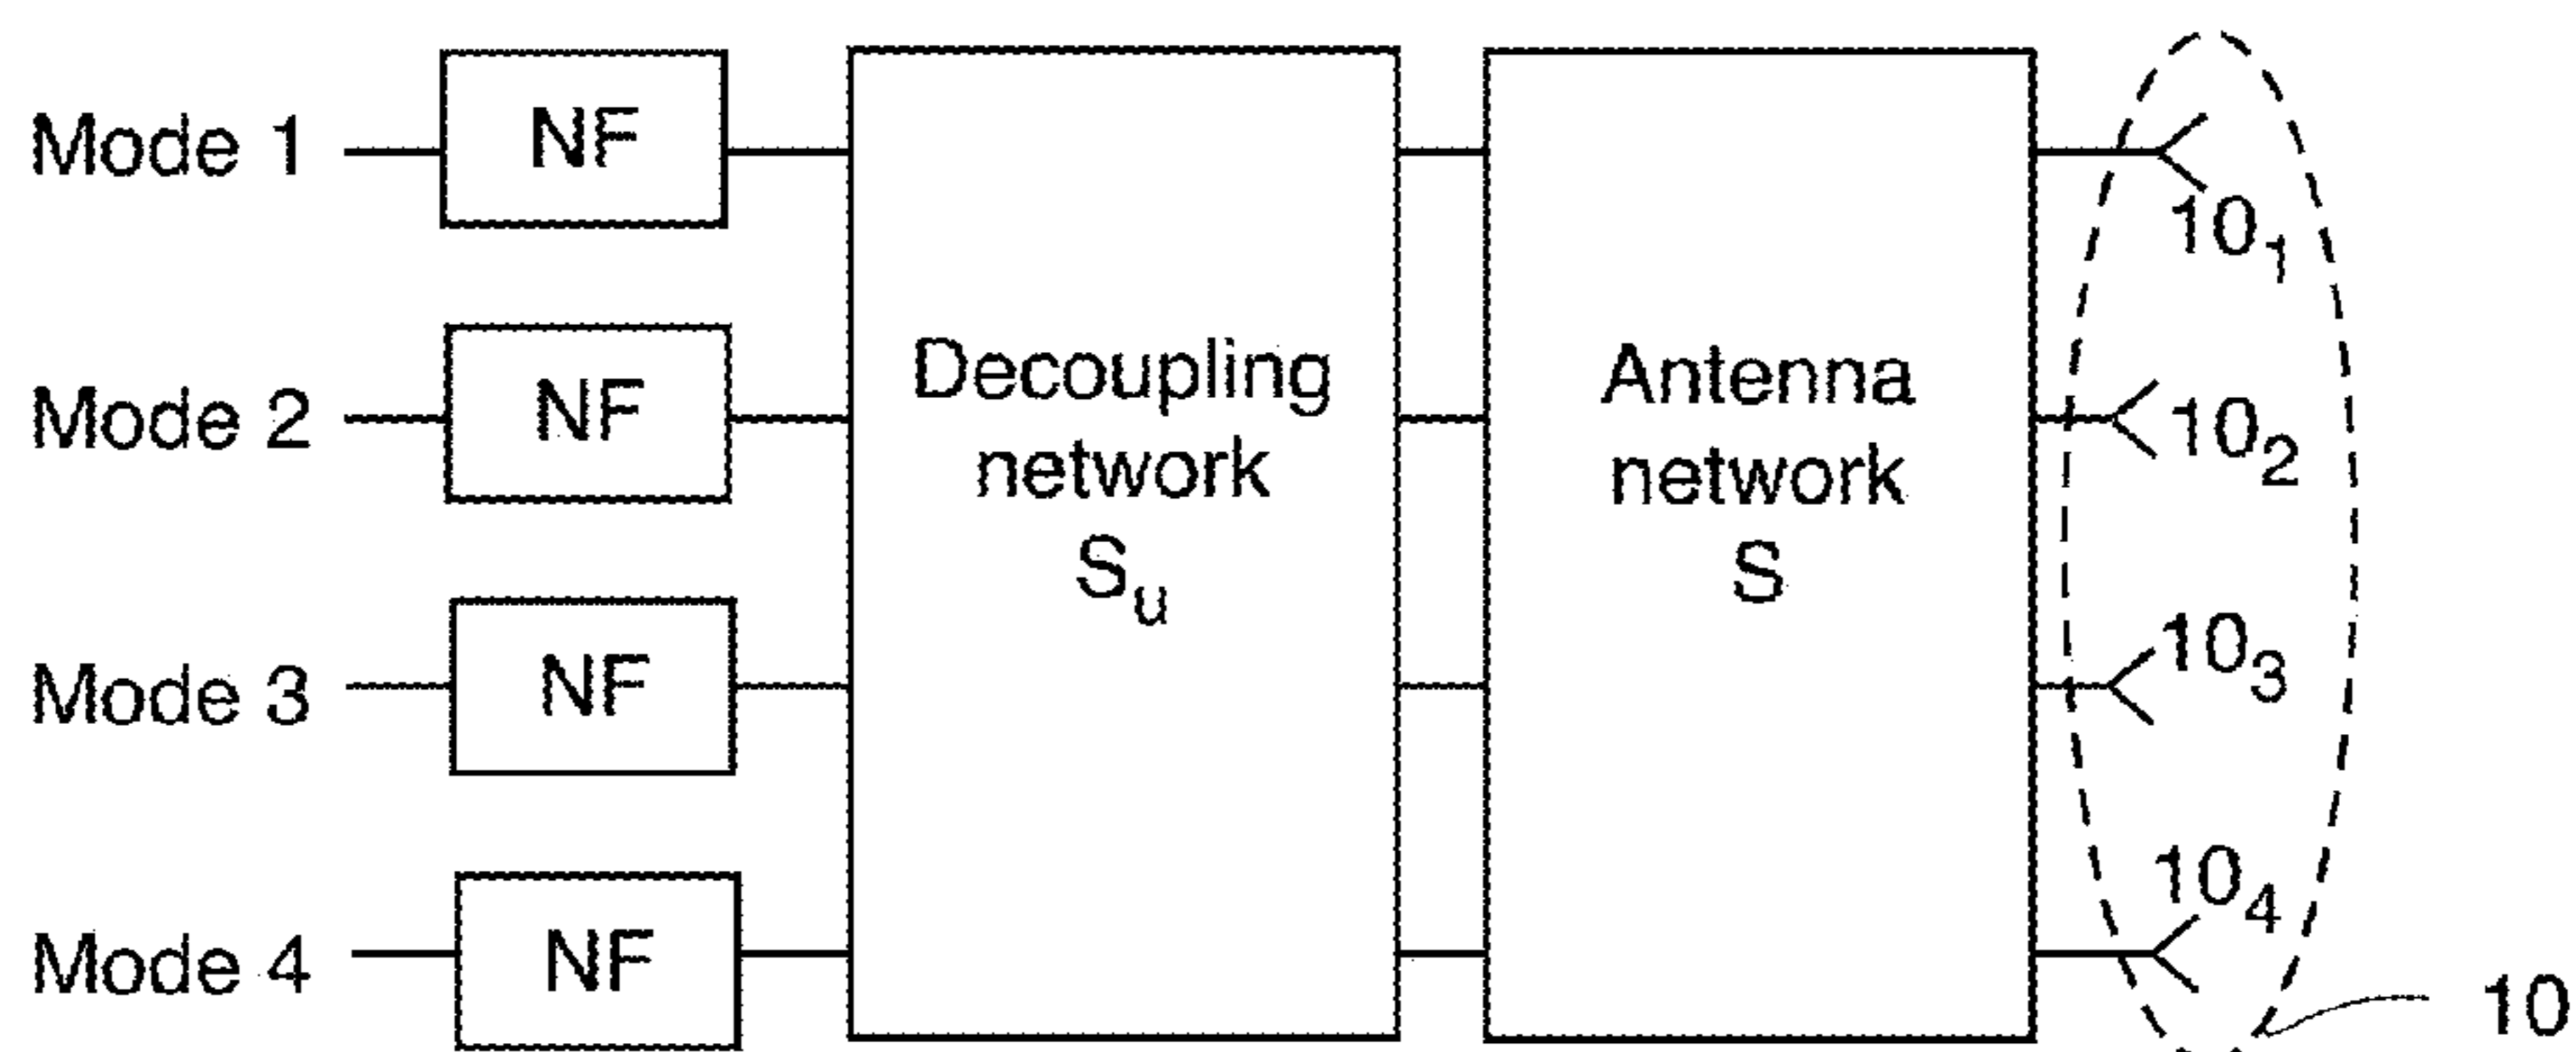 Mode 1
NF
10₁
Mode 2
NF
Decoupling
network
Sᵤ
Antenna
network
S
10₂
Mode 3
NF
10₃
Mode 4
NF
10₄
10